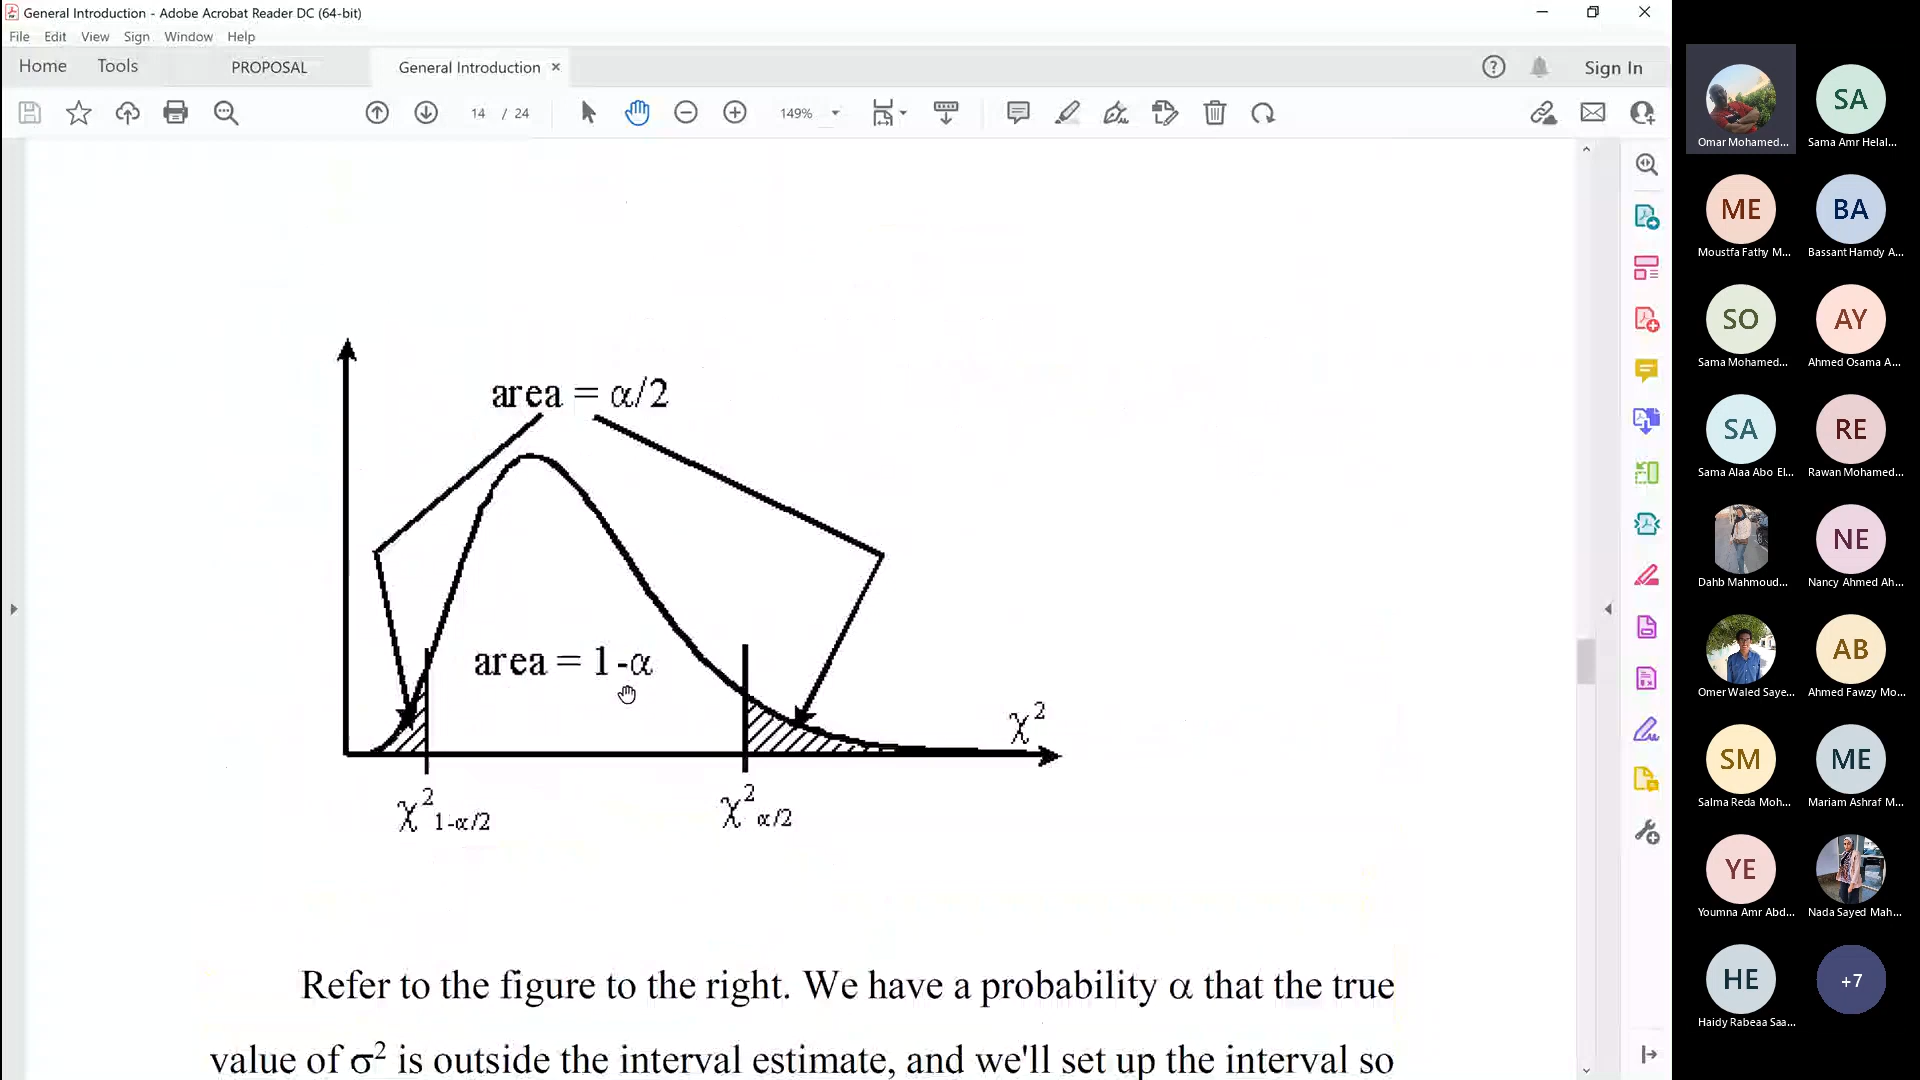 General Introduction - Adobe Acrobat Reader DC (64-bit)
File Edit View Sign Window Help
Home Tools PROPOSAL General Introduction × Sign In
14 / 24 149%
area = α/2
area = 1-α
χ²
χ²1-α/2
χ²α/2
Refer to the figure to the right. We have a probability α that the true
value of σ² is outside the interval estimate, and we'll set up the interval so
Omar Mohamed...
SA
Sama Amr Helal...
ME
Moustfa Fathy M...
BA
Bassant Hamdy A...
SO
Sama Mohamed...
AY
Ahmed Osama A...
SA
Sama Alaa Abo El...
RE
Rawan Mohamed...
Dahb Mahmoud...
NE
Nancy Ahmed Ah...
Omer Waled Saye...
AB
Ahmed Fawzy Mo...
SM
Salma Reda Moh...
ME
Mariam Ashraf M...
YE
Youmna Amr Abd...
Nada Sayed Mah...
HE
Haidy Rabeaa Saa...
+7